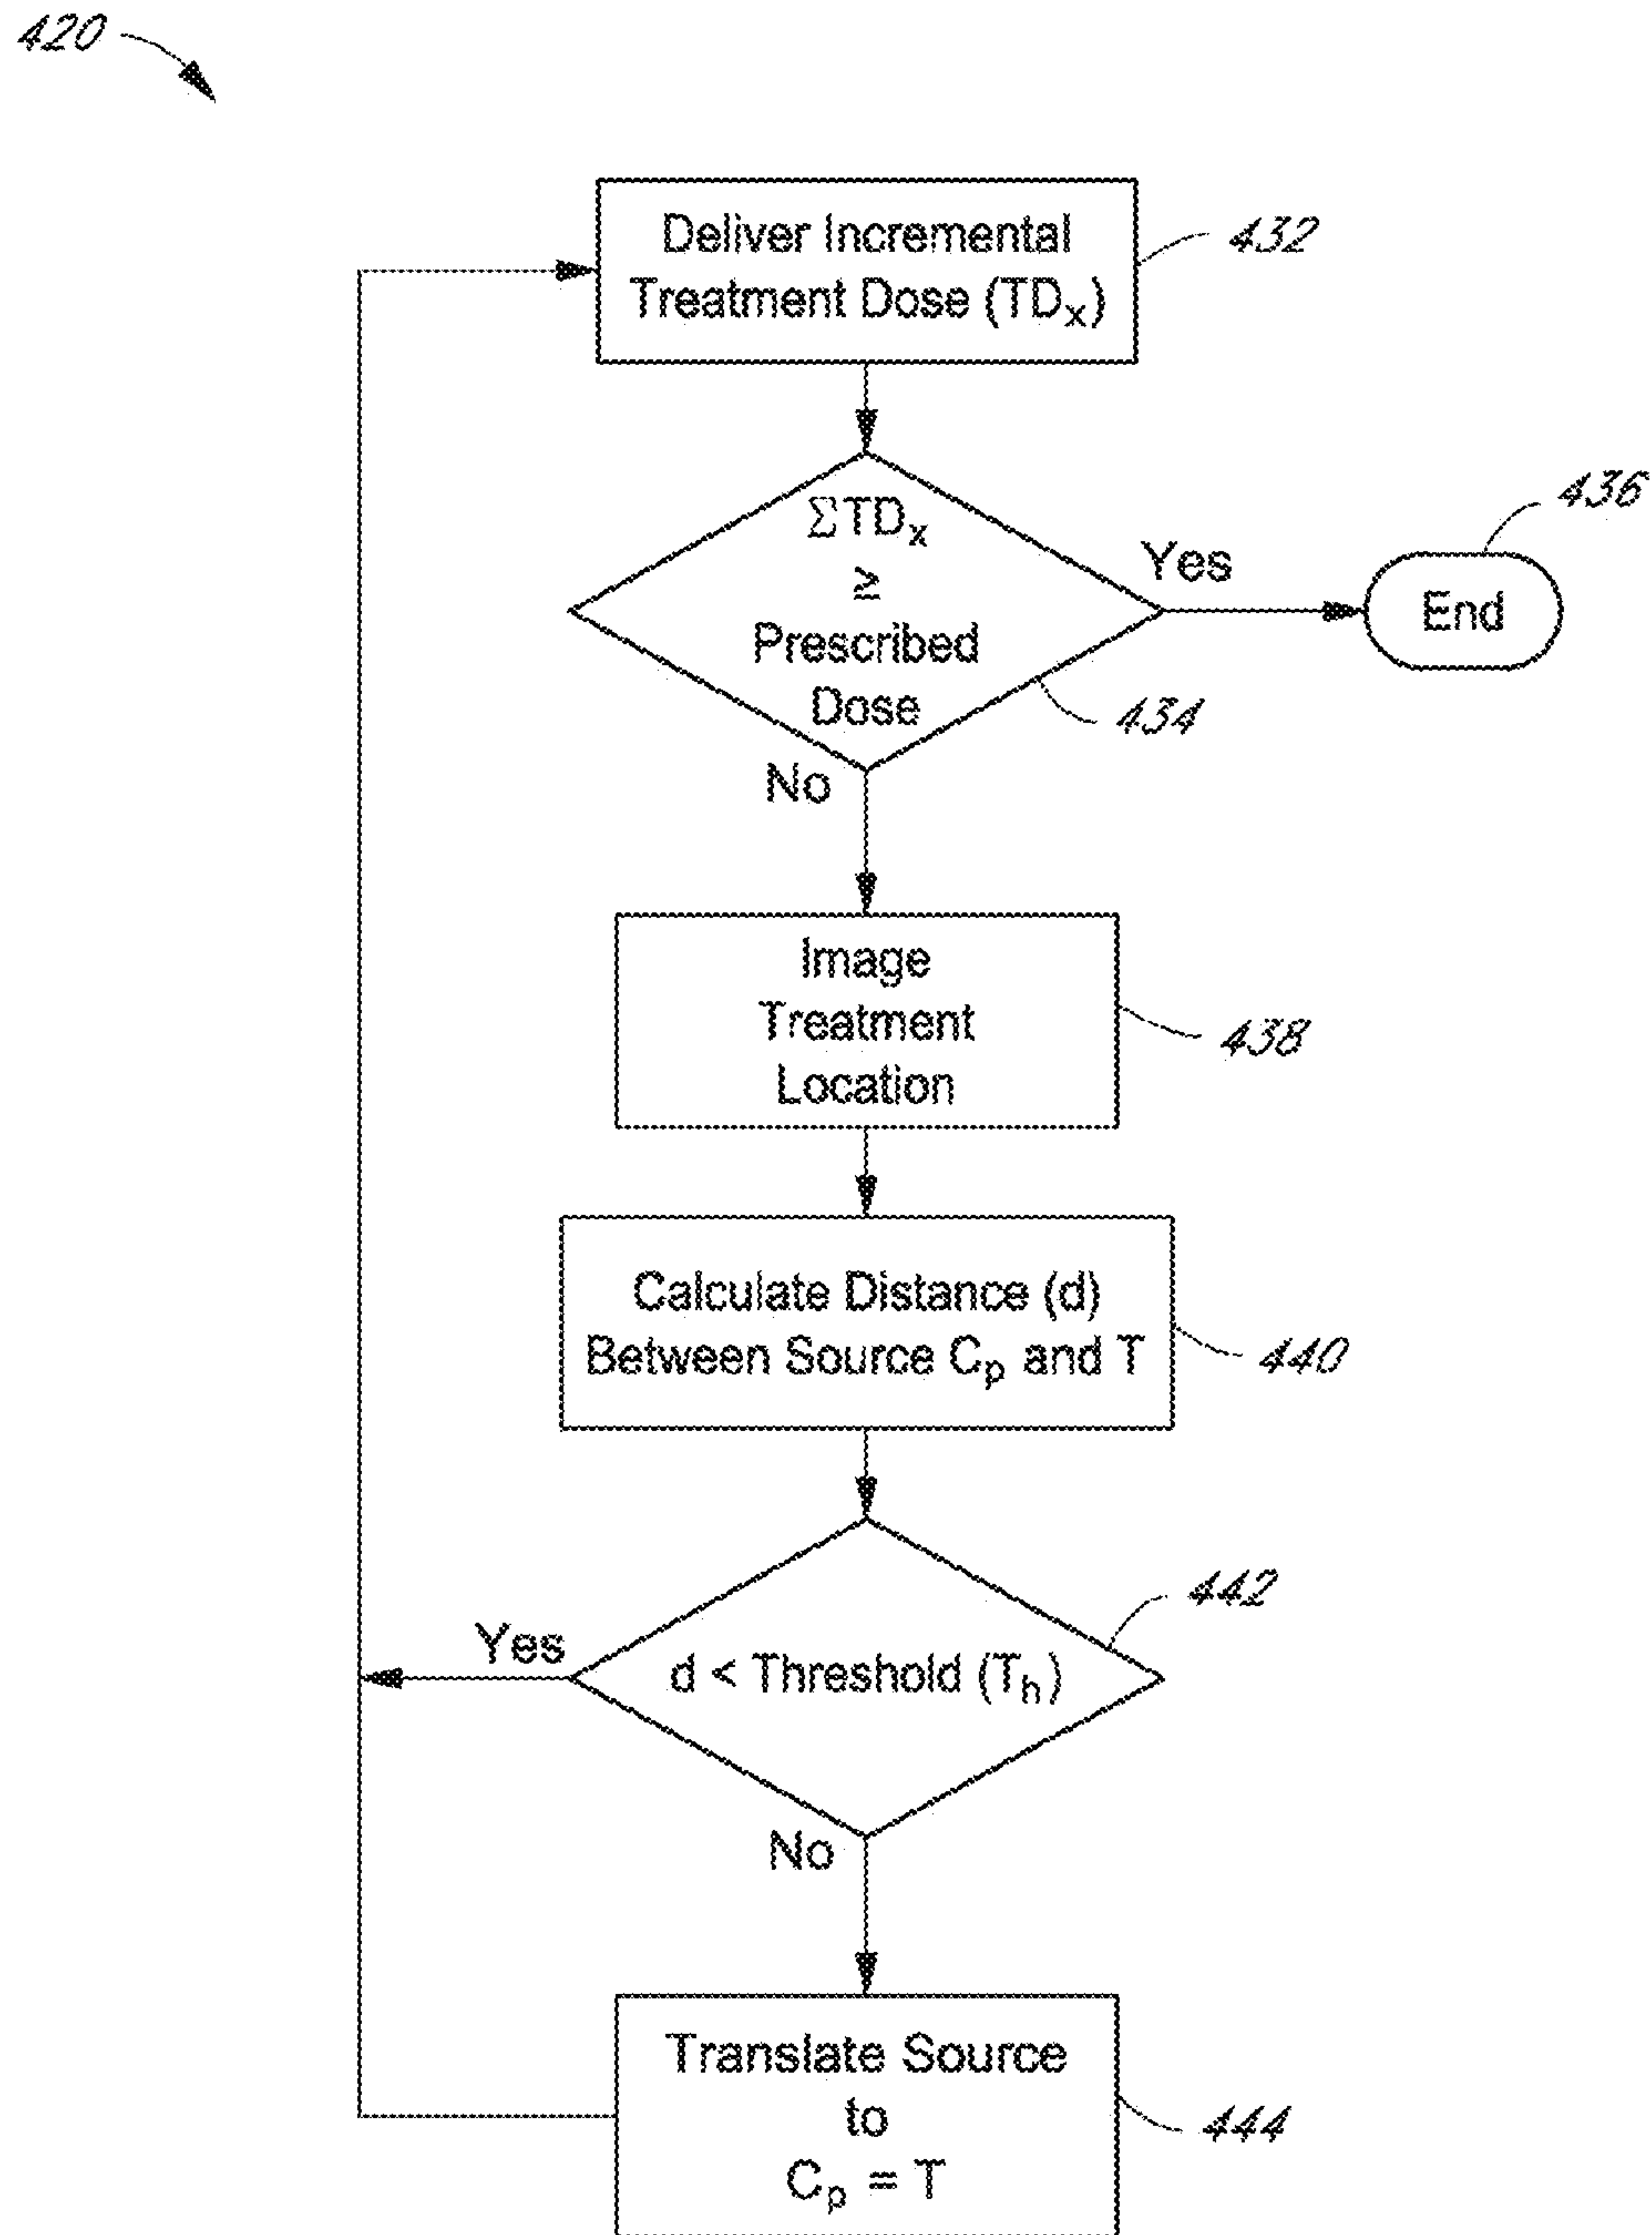 420
Deliver Incremental
Treatment Dose (TDₓ)
432
ΣTDₓ
≥
Prescribed
Dose
434
Yes
End
436
No
Image
Treatment
Location
438
Calculate Distance (d)
Between Source Cₚ and T
440
d < Threshold (Tₕ)
442
Yes
No
Translate Source
to
Cₚ = T
444